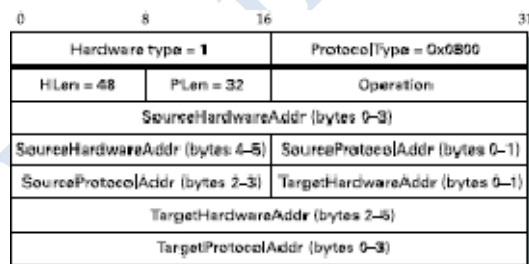 0 8 16 31
Hardware type = 1 ProtocolType = 0x0800
HLen = 48 PLen = 32 Operation
SourceHardwareAddr (bytes 0–3)
SourceHardwareAddr (bytes 4–5) SourceProtocolAddr (bytes 0–1)
SourceProtocolAddr (bytes 2–3) TargetHardwareAddr (bytes 0–1)
TargetHardwareAddr (bytes 2–5)
TargetProtocolAddr (bytes 0–3)